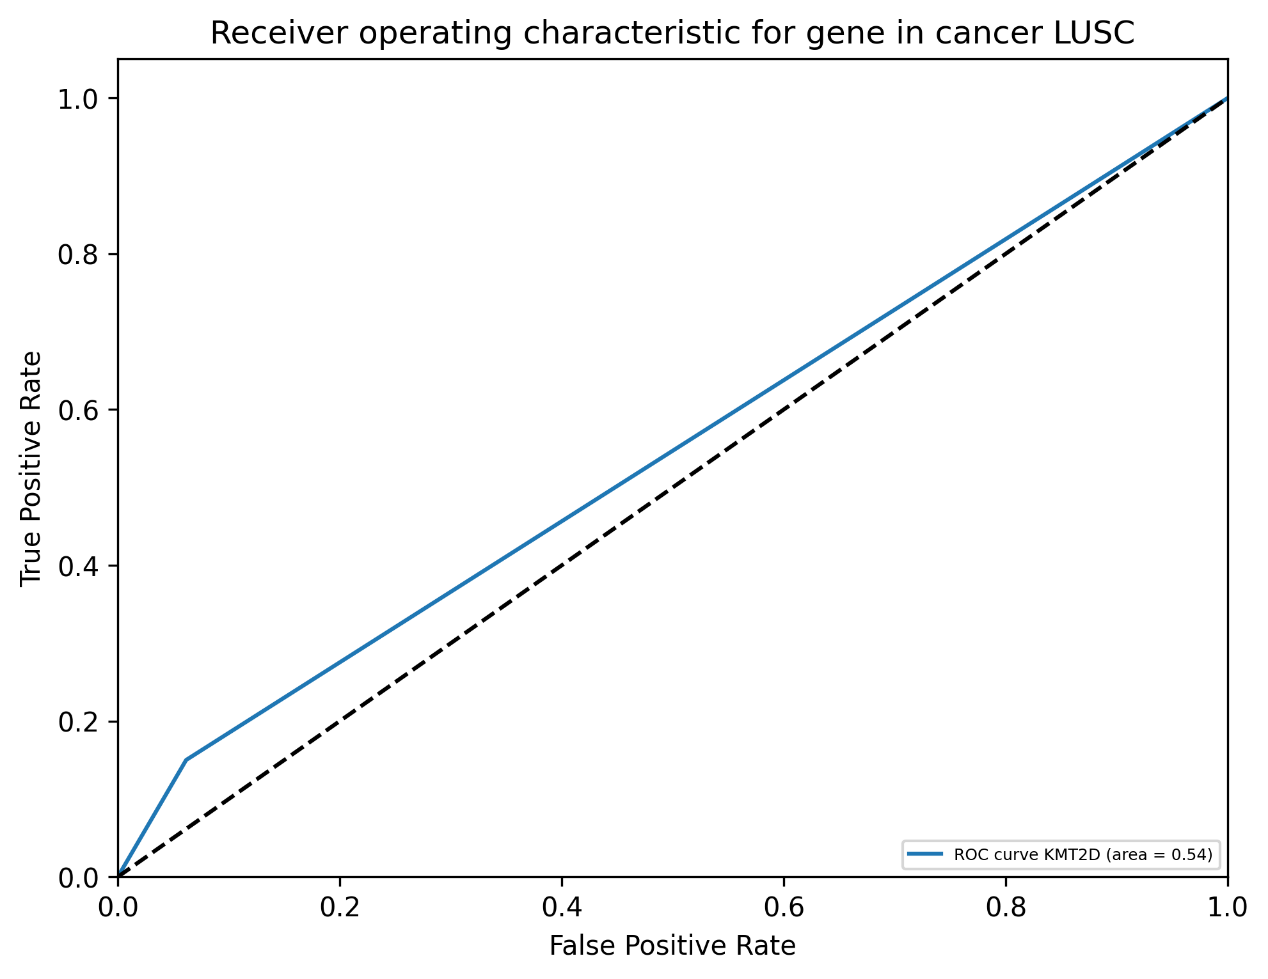 Receiver operating characteristic for gene in cancer LUSC
1.0
0.8
0.6
0.4
0.2
0.0
True Positive Rate
ROC curve KMT2D (area = 0.54)
0.0 0.2 0.4 0.6 0.8 1.0
False Positive Rate